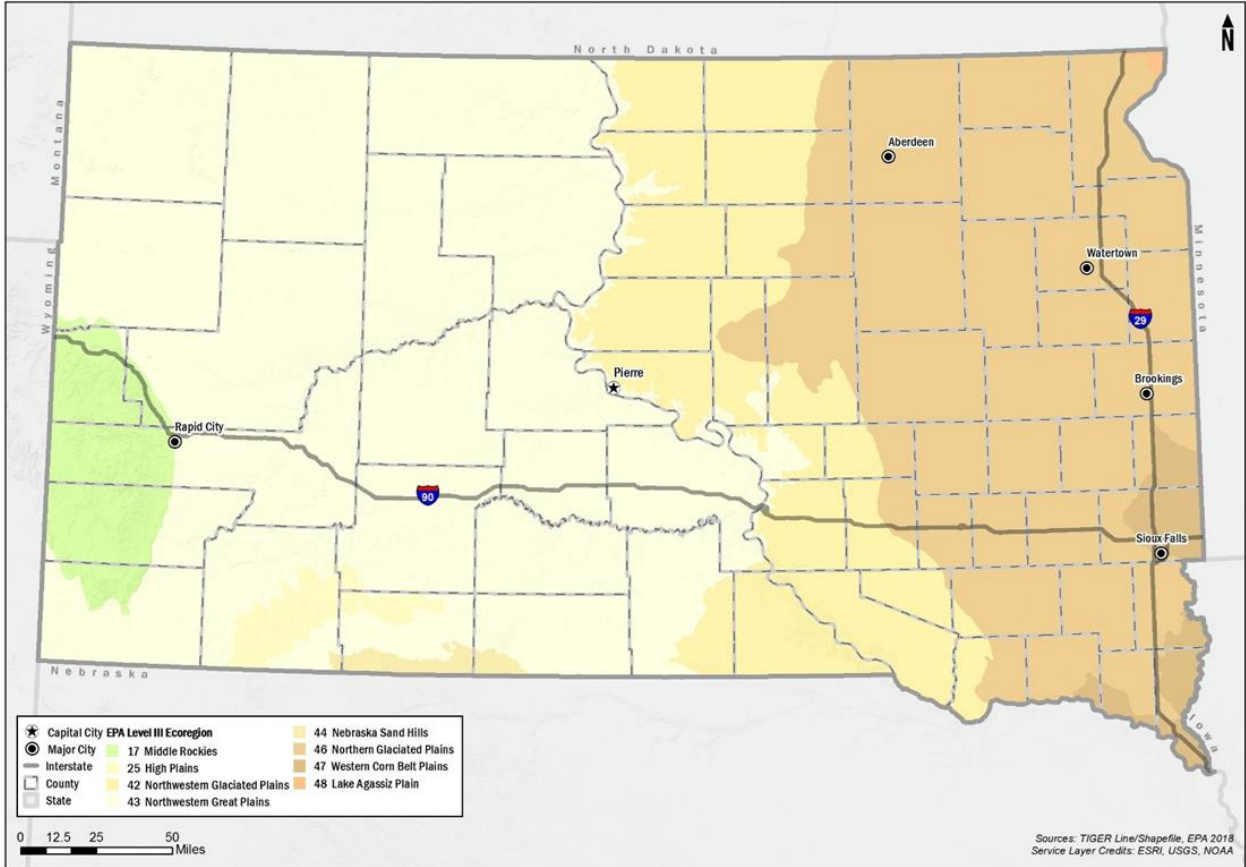 North Dakota
N
Montana
Aberdeen
Minnesota
Watertown
Wyoming
29
Pierre
Brookings
Rapid City
90
Sioux Falls
Nebraska
Iowa
Capital City
Major City
Interstate
County
State
EPA Level III Ecoregion
17 Middle Rockies
25 High Plains
42 Northwestern Glaciated Plains
43 Northwestern Great Plains
44 Nebraska Sand Hills
46 Northern Glaciated Plains
47 Western Corn Belt Plains
48 Lake Agassiz Plain
0 12.5 25 50
Miles
Sources: TIGER Line/Shapefile, EPA 2018
Service Layer Credits: ESRI, USGS, NOAA